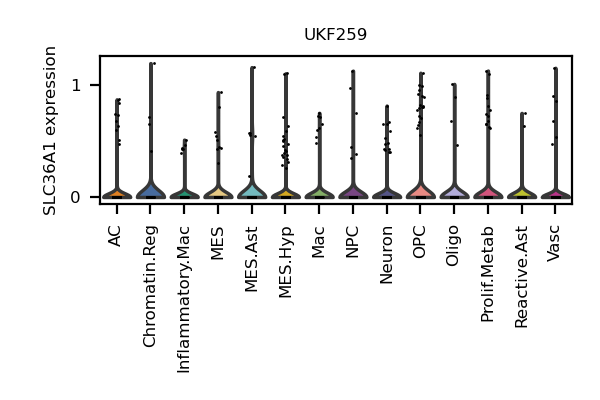 UKF259
SLC36A1 expression
1
0
AC
Chromatin.Reg
Inflammatory.Mac
MES
MES.Ast
MES.Hyp
Mac
NPC
Neuron
OPC
Oligo
Prolif.Metab
Reactive.Ast
Vasc